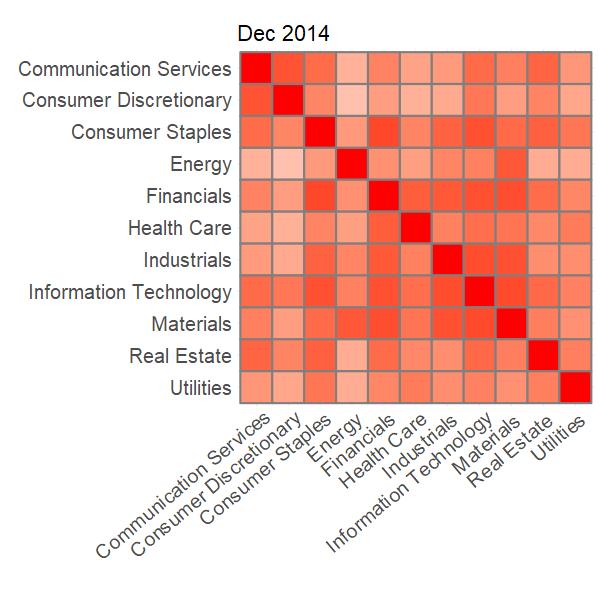 Dec 2014
Communication Services
Consumer Discretionary
Consumer Staples
Energy
Financials
Health Care
Industrials
Information Technology
Materials
Real Estate
Utilities
Communication Services
Consumer Discretionary
Consumer Staples
Energy
Financials
Health Care
Industrials
Information Technology
Materials
Real Estate
Utilities